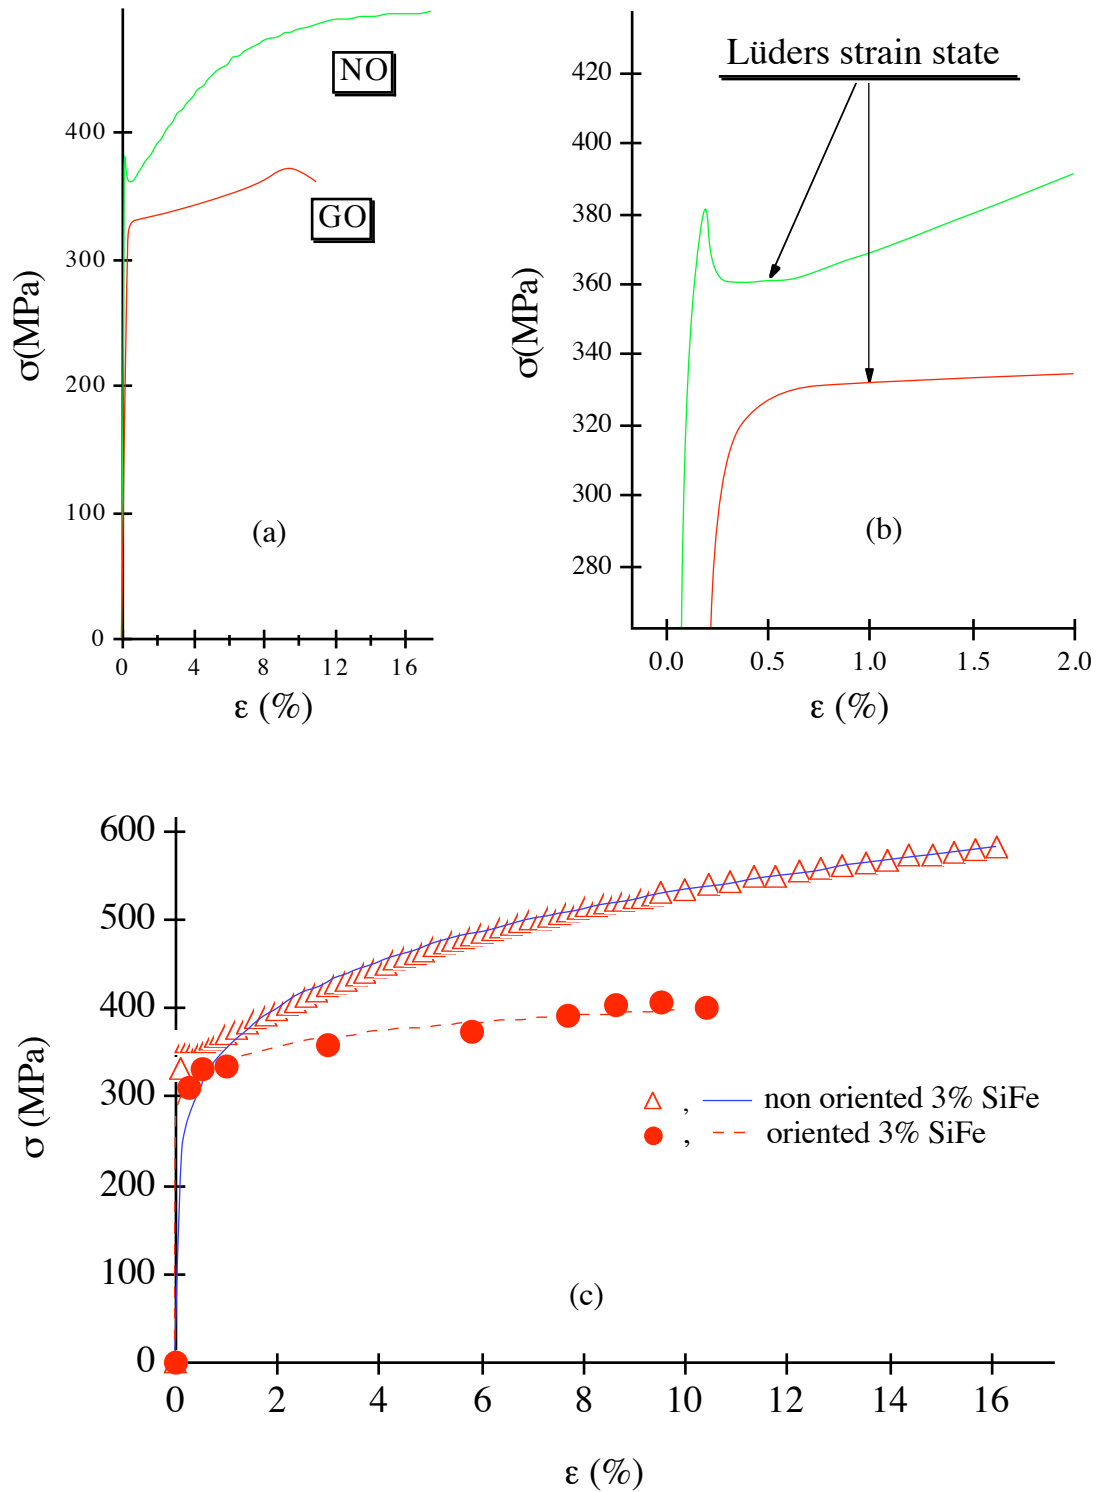 NO
GO
400
300
200
100
0
0 4 8 12 16
σ(MPa)
ε (%)
(a)
Lüders strain state
420
400
380
360
340
320
300
280
0.0 0.5 1.0 1.5 2.0
σ(MPa)
ε (%)
(b)
600
500
400
300
200
100
0
0 2 4 6 8 10 12 14 16
σ (MPa)
ε (%)
, non oriented 3% SiFe
, oriented 3% SiFe
(c)